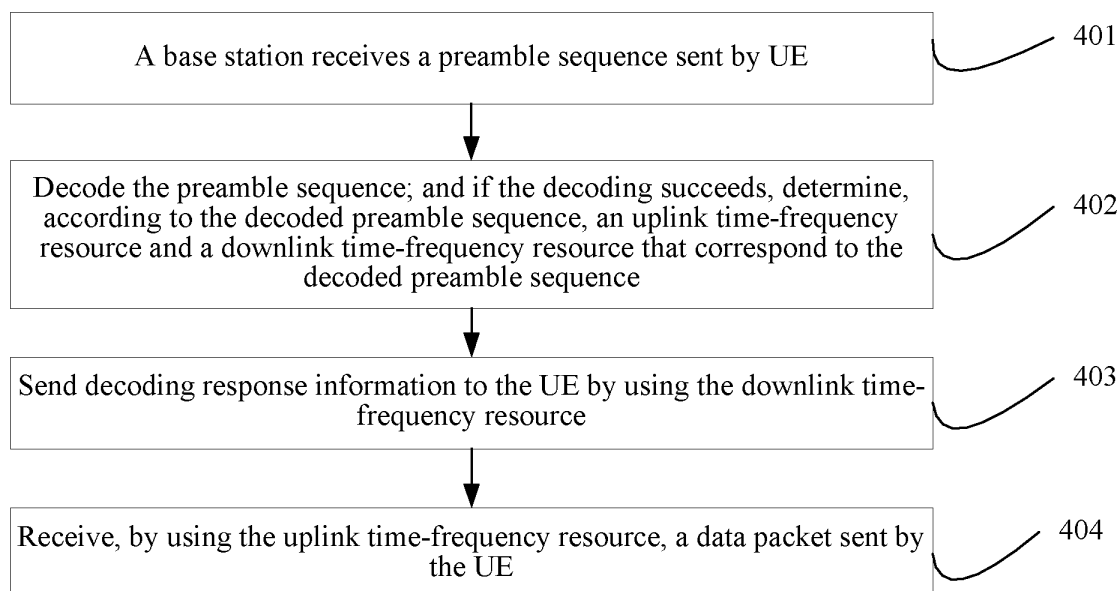 A base station receives a preamble sequence sent by UE
401
Decode the preamble sequence; and if the decoding succeeds, determine,
according to the decoded preamble sequence, an uplink time-frequency
resource and a downlink time-frequency resource that correspond to the
decoded preamble sequence
402
Send decoding response information to the UE by using the downlink time-
frequency resource
403
Receive, by using the uplink time-frequency resource, a data packet sent by
the UE
404